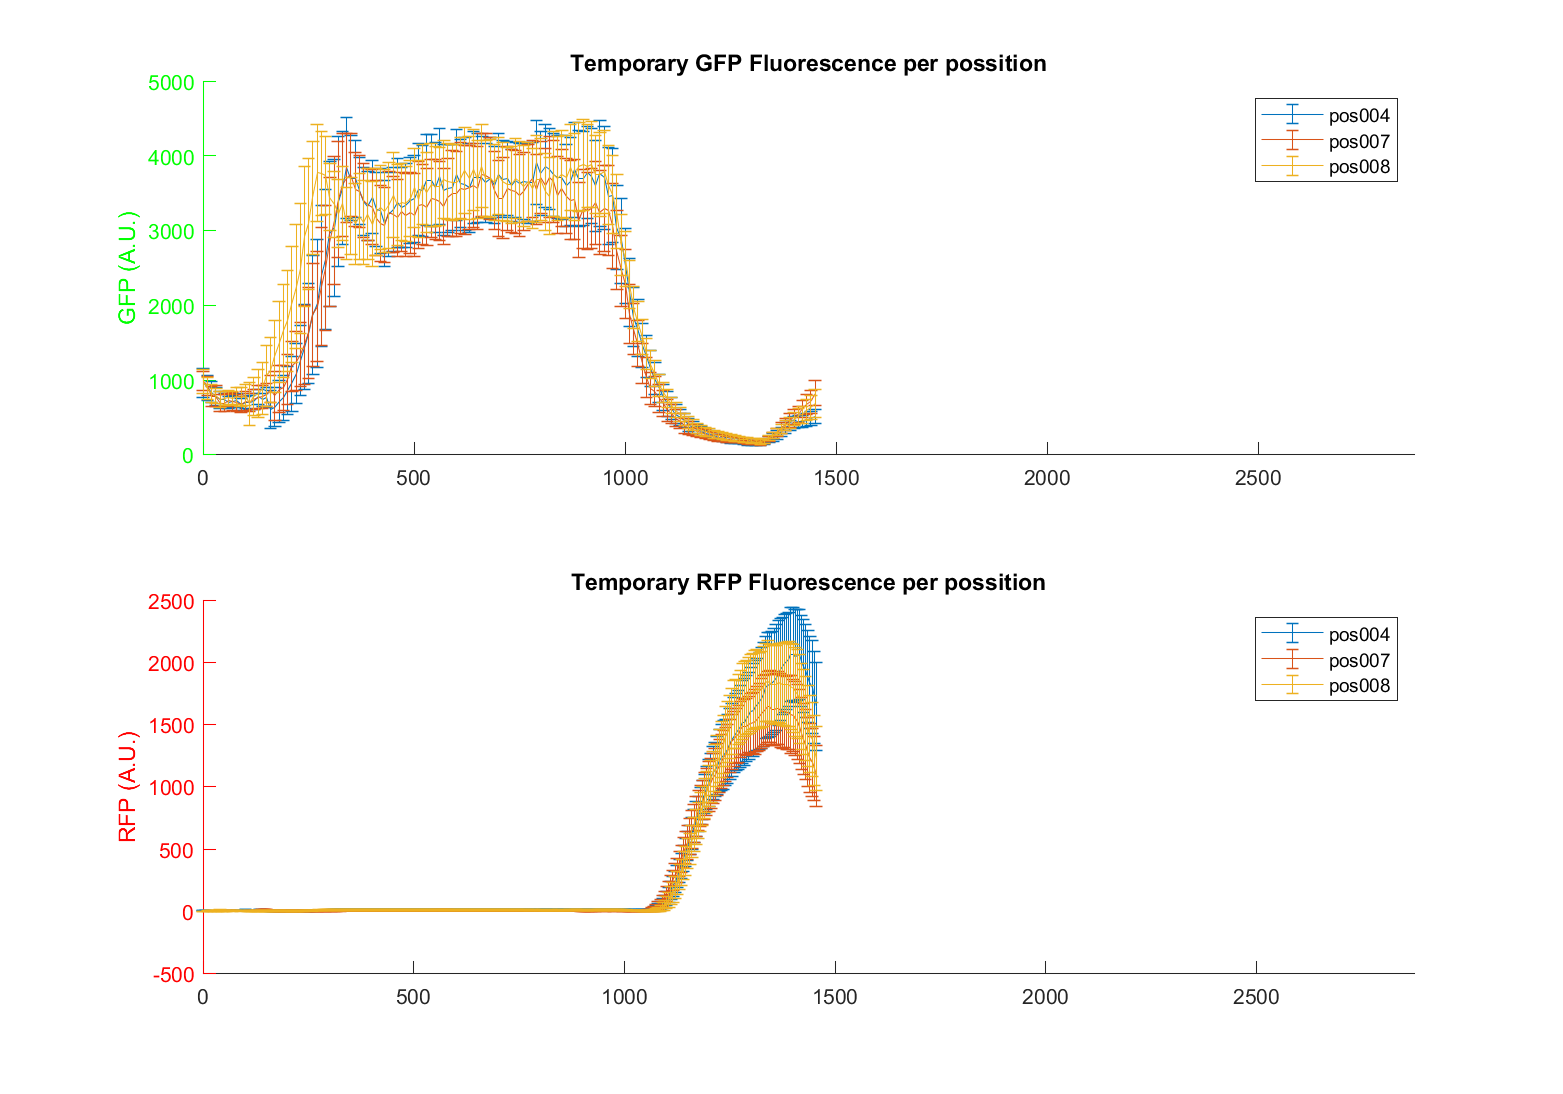 Temporary GFP Fluorescence per possition
5000
4000
3000
2000
1000
0
GFP (A.U.)
0 500 1000 1500 2000 2500
pos004
pos007
pos008
Temporary RFP Fluorescence per possition
2500
2000
1500
1000
500
0
-500
RFP (A.U.)
0 500 1000 1500 2000 2500
pos004
pos007
pos008